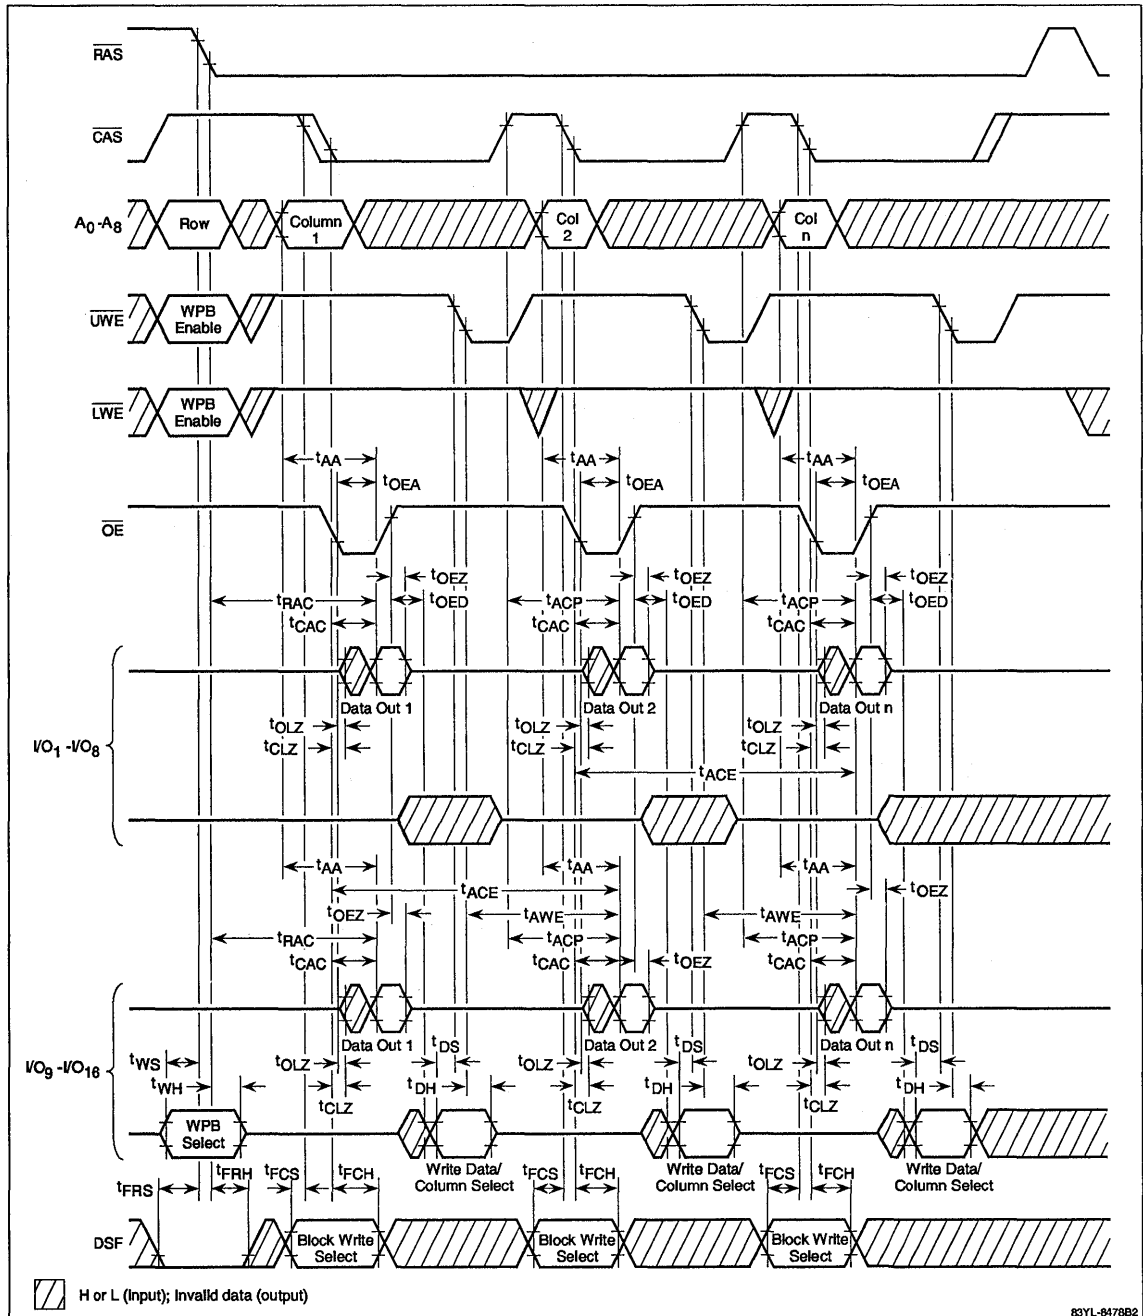 RAS
CAS
A0-A8
Row
Column
1
Col
2
Col
n
UWE
WPB
Enable
LWE
WPB
Enable
tAA
tAA
tAA
tOEA
tOEA
tOEA
OE
tOEZ
tOEZ
tOEZ
tRAC
tOED
tACP
tOED
tACP
tOED
tCAC
tCAC
tCAC
Data Out 1
Data Out 2
Data Out n
tOLZ
tOLZ
tOLZ
I/O1 -I/O8
tCLZ
tCLZ
tCLZ
tACE
tAA
tAA
tAA
tACE
tOEZ
tOEZ
tAWE
tAWE
tRAC
tACP
tACP
tCAC
tCAC
tOEZ
tCAC
Data Out 1
tDS
Data Out 2
tDS
Data Out n
tDS
tWS
tOLZ
tOLZ
tOLZ
I/O9 -I/O16
tWH
tDH
tDH
tDH
tCLZ
tCLZ
tCLZ
WPB
Select
tFRH
tFCS
tFCH
Write Data/
Column Select
tFCS
tFCH
Write Data/
Column Select
tFCS
tFCH
Write Data/
Column Select
tFRS
DSF
Block Write
Select
Block Write
Select
Block Write
Select
H or L (Input); Invalid data (output)
83YL-8478B2